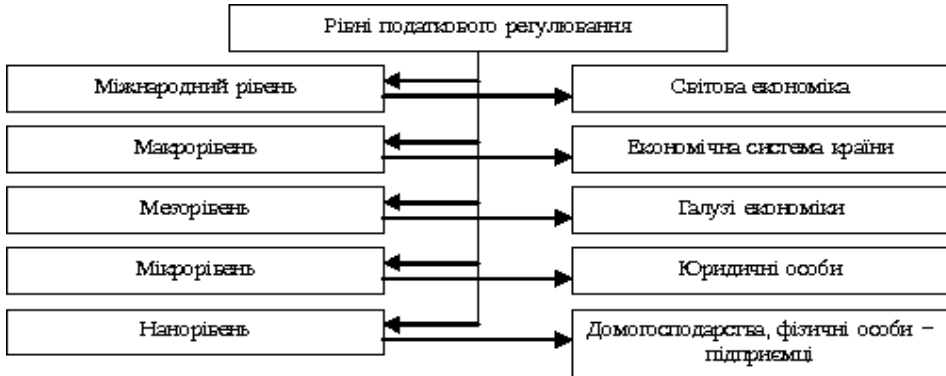 Рівні податкового регулювання
Міжнародний рівень
Світова економіка
Макрорівень
Економічна система країни
Мезорівень
Галузі економіки
Мікрорівень
Юридичні особи
Нанорівень
Домогосподарства, фізичні особи –
підприємці